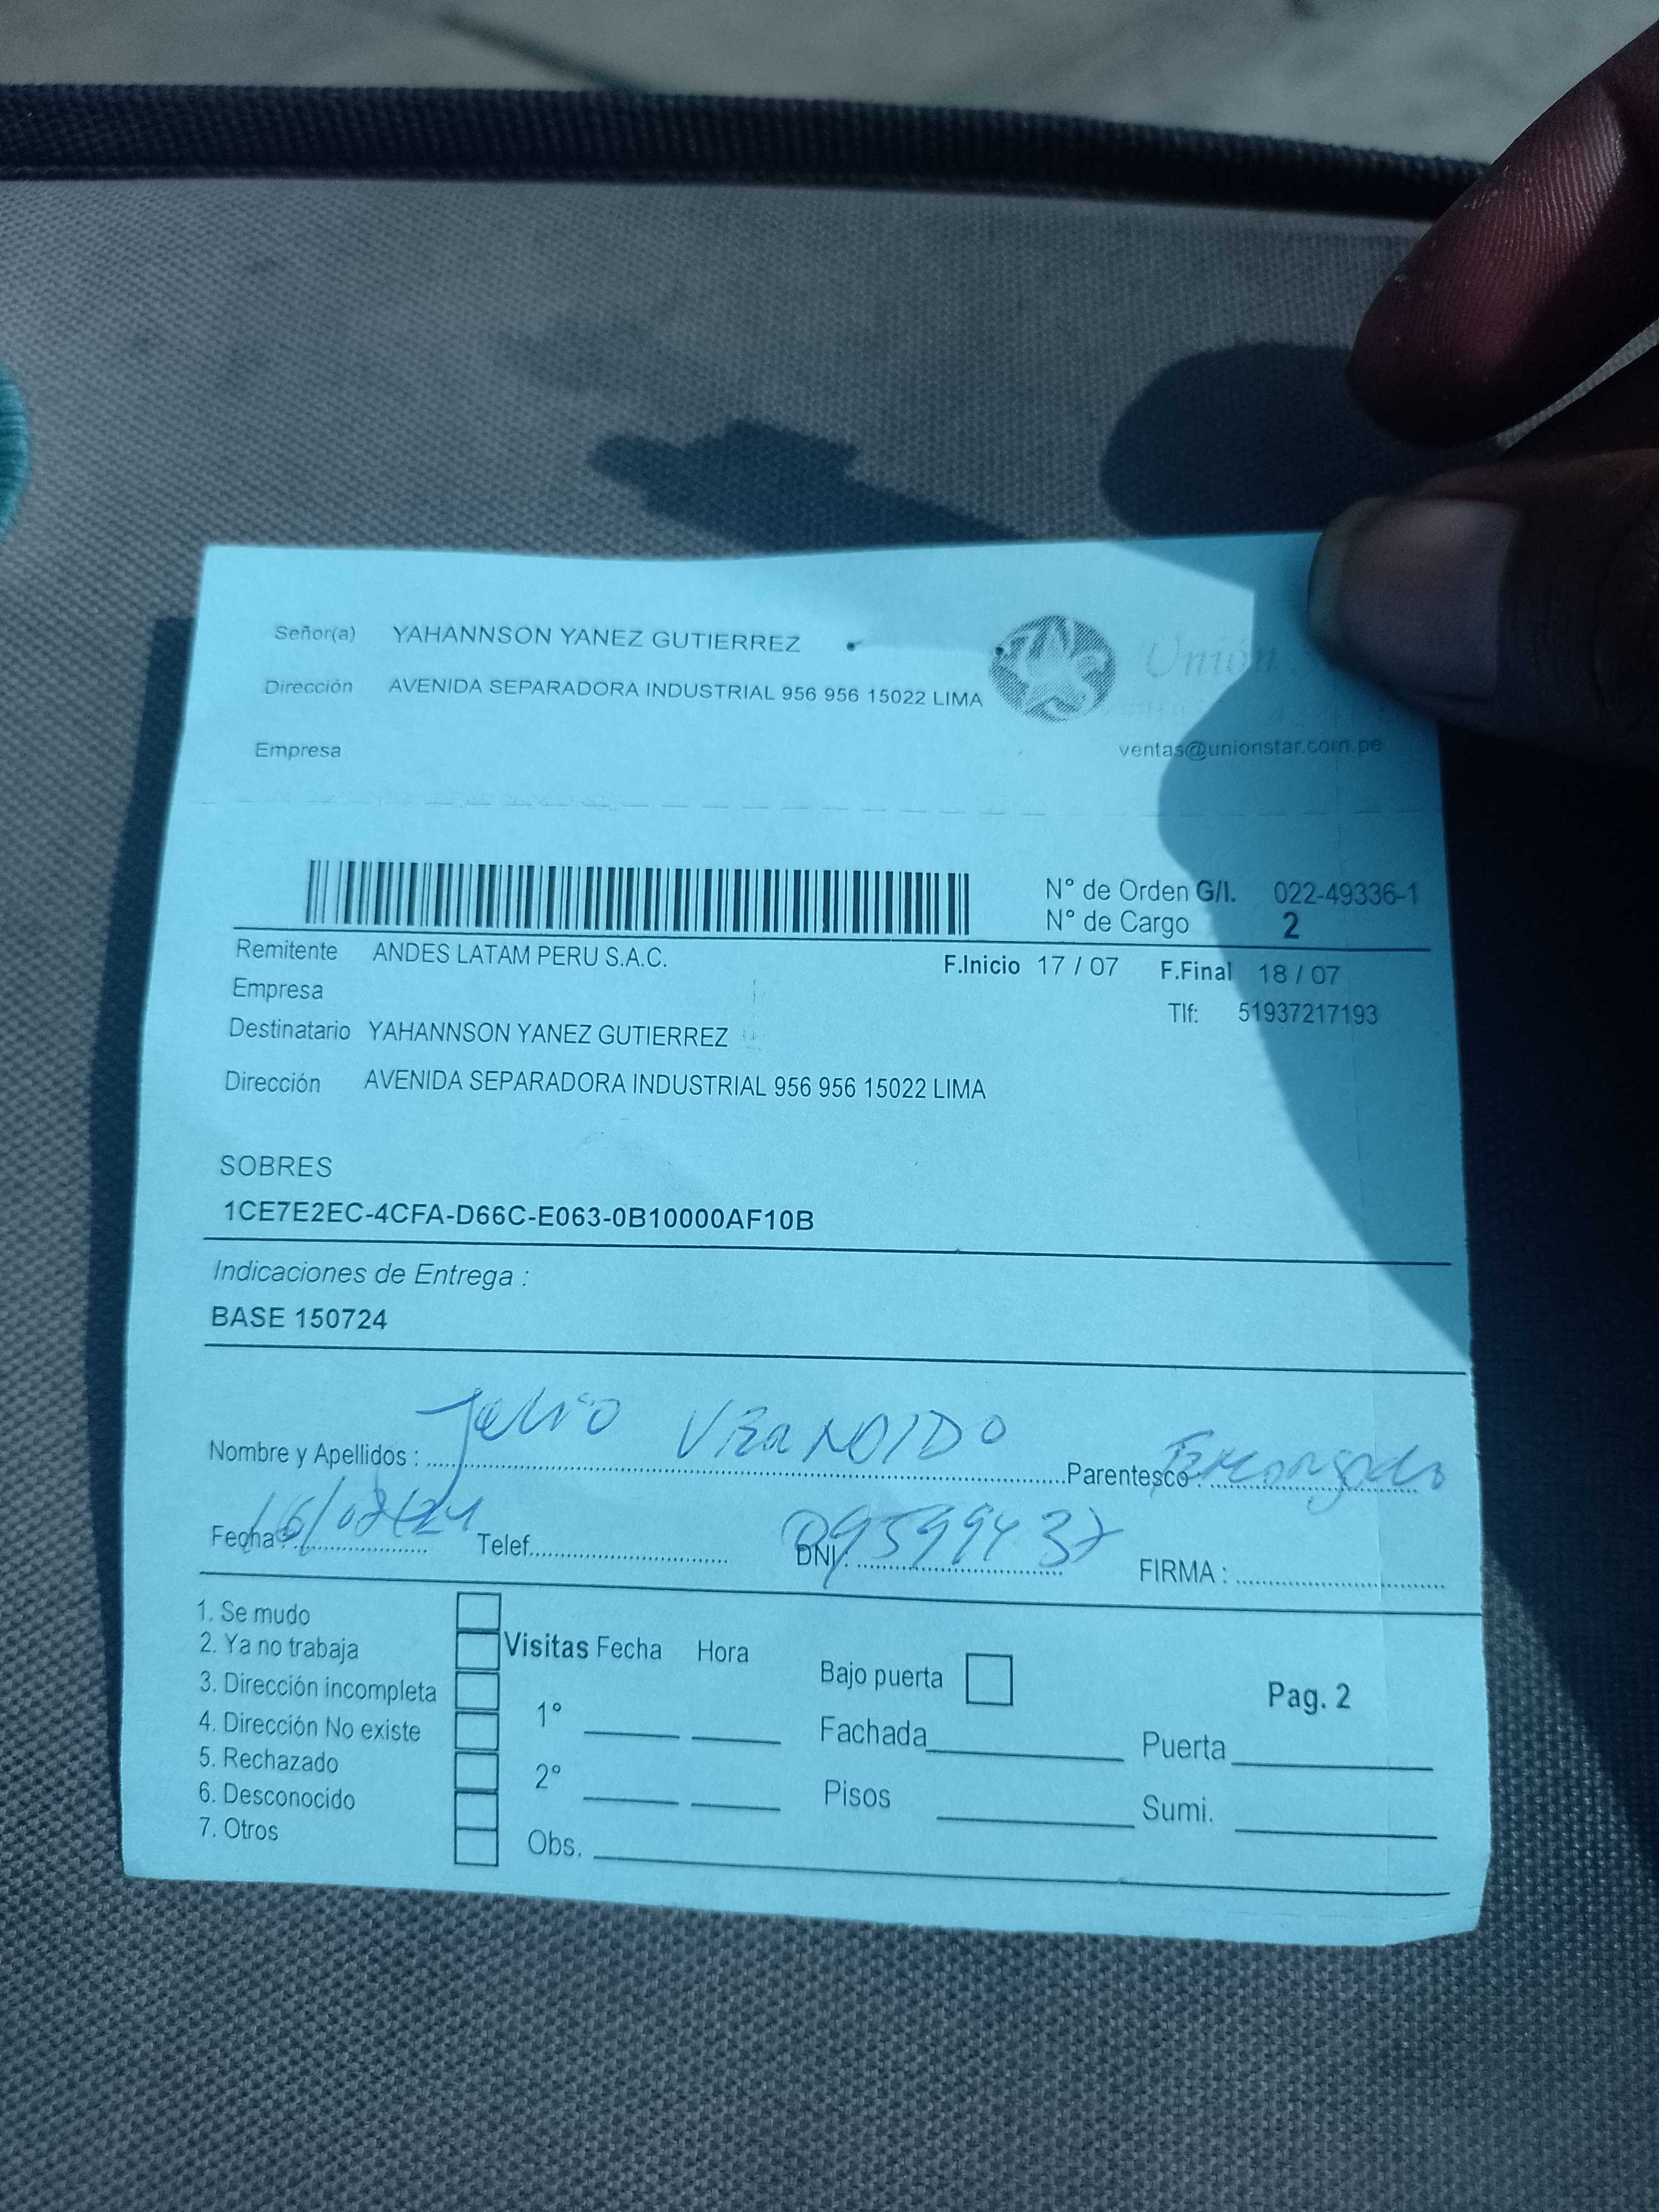 Señor(a) YAHANNSON YANEZ GUTIERREZ
Unión
Dirección AVENIDA SEPARADORA INDUSTRIAL 956 956 15022 LIMA
Empresa
ventas@unionstar.com.pe
N° de Orden G/I. 022-49336-1
N° de Cargo 2
Remitente ANDES LATAM PERU S.A.C.
F.Inicio 17 / 07 F.Final 18 / 07
Empresa
Tlf: 51937217193
Destinatario YAHANNSON YANEZ GUTIERREZ
Dirección AVENIDA SEPARADORA INDUSTRIAL 956 956 15022 LIMA
SOBRES
1CE7E2EC-4CFA-D66C-E063-0B10000AF10B
Indicaciones de Entrega :
BASE 150724
Nombre y Apellidos : Parentesco : Encargado
Fecha : Telef. DNI : FIRMA :
1. Se mudo
2. Ya no trabaja
3. Dirección incompleta
4. Dirección No existe
5. Rechazado
6. Desconocido
7. Otros
Visitas Fecha Hora
1°
2°
Obs.
Bajo puerta
Pag. 2
Fachada Puerta
Pisos Sumi.